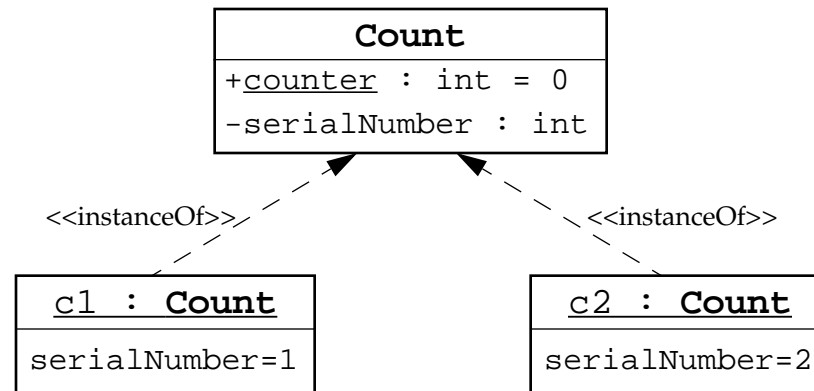 Count
+counter : int = 0
-serialNumber : int
<<instanceOf>>
<<instanceOf>>
c1 : Count
serialNumber=1
c2 : Count
serialNumber=2